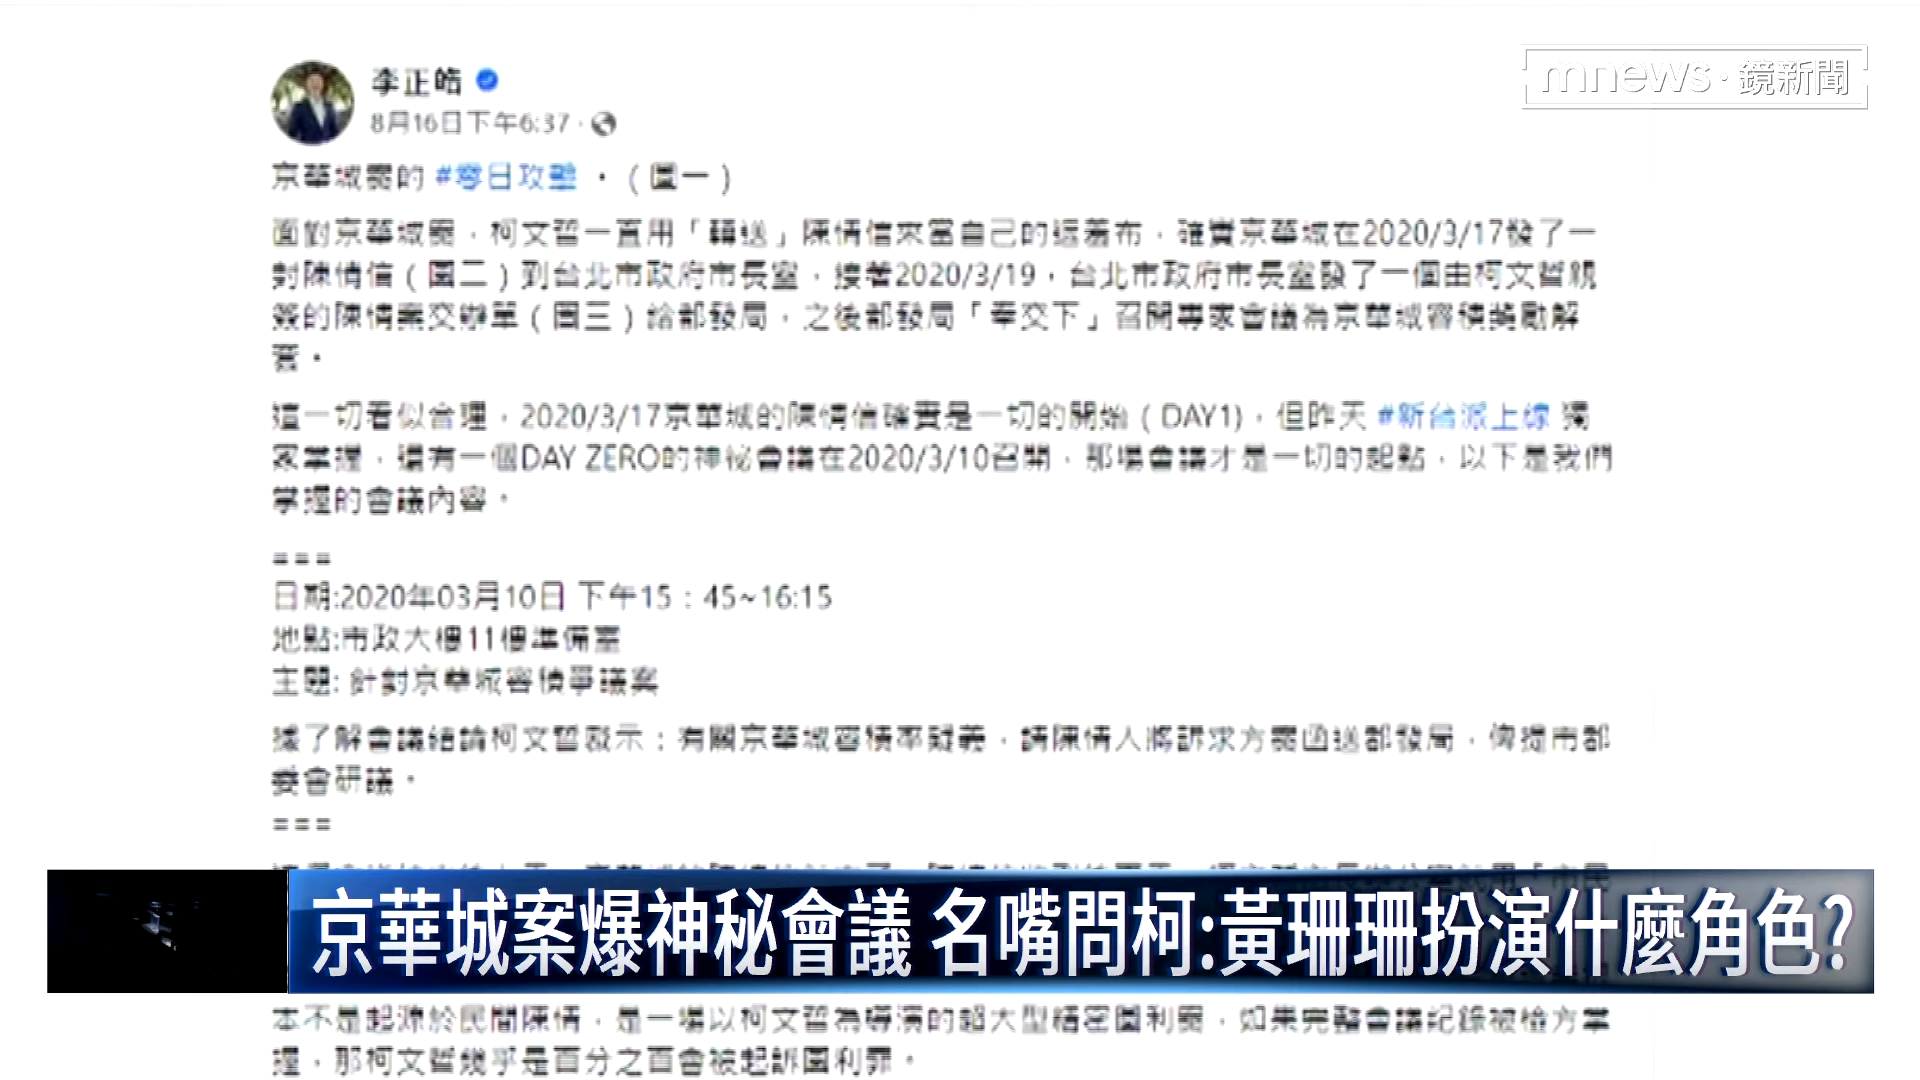 李正皓
mnews·鏡新聞
8月16日下午6:37
京華城案的 #零日攻擊 。（圖一）
面對京華城案，柯文哲一直用「轉送」陳情信來當自己的遮羞布，確實京華城在2020/3/17發了一
封陳情信（圖二）到台北市政府市長室，接著2020/3/19，台北市政府市長室發了一個由柯文哲親
簽的陳情案交辦單（圖三）給都發局，之後都發局「奉交下」召開專家會議為京華城容積獎勵解
套。
這一切看似合理，2020/3/17京華城的陳情信確實是一切的開始（DAY1)，但昨天 #新台派上線 獨
家掌握，還有一個DAY ZERO的神秘會議在2020/3/10召開，那場會議才是一切的起點，以下是我們
掌握的會議內容。
===
日期:2020年03月10日 下午15：45~16:15
地點:市政大樓11樓準備室
主題: 針對京華城容積爭議案
據了解會議結論柯文哲裁示：有關京華城容積率疑義，請陳情人將訴求方案函送都發局，俾提市都
委會研議。
===
京華城案爆神秘會議 名嘴問柯:黃珊珊扮演什麼角色?
本不是起源於民間陳情，是一場以柯文哲為導演的超大型精密圖利案，如果完整會議紀錄被檢方掌
握，那柯文哲幾乎是百分之百會被起訴圖利罪。